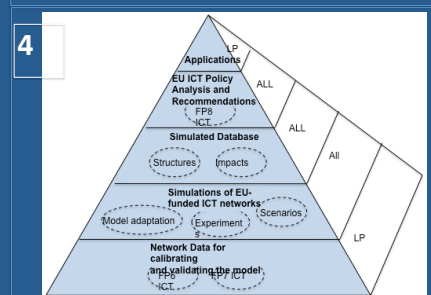 4
LP
Applications
EU ICT Policy
Analysis and
Recommendations
FP8
ICT
ALL
Simulated Database
ALL
Structures
Impacts
All
Simulations of EU-
funded ICT networks
Scenarios
Model adaptation
Experiment
s
LP
Network Data for
calibrating
and validating the model
FP6
ICT
FP7 ICT